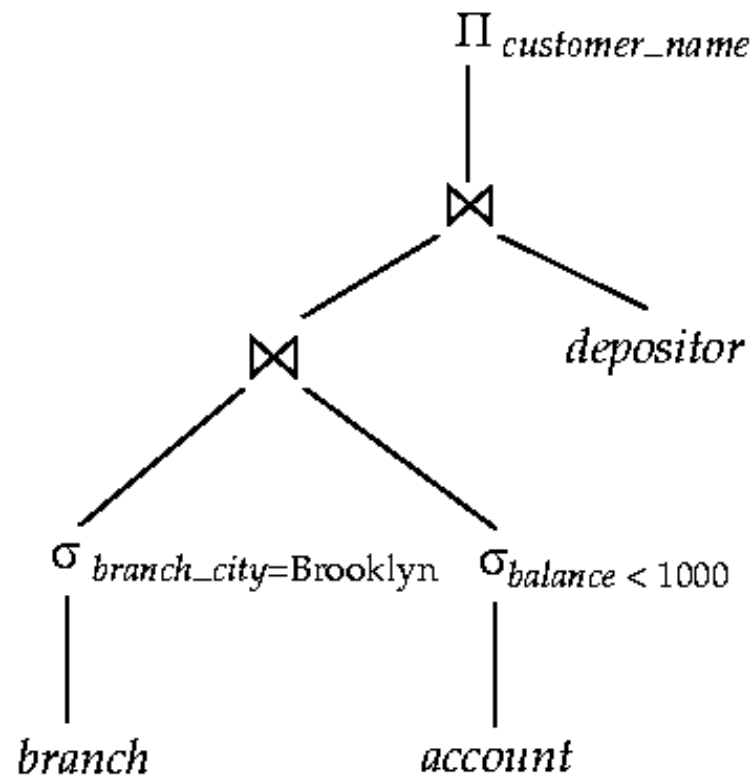 Π customer_name
⋈
⋈
depositor
σ branch_city=Brooklyn
σ balance < 1000
branch
account